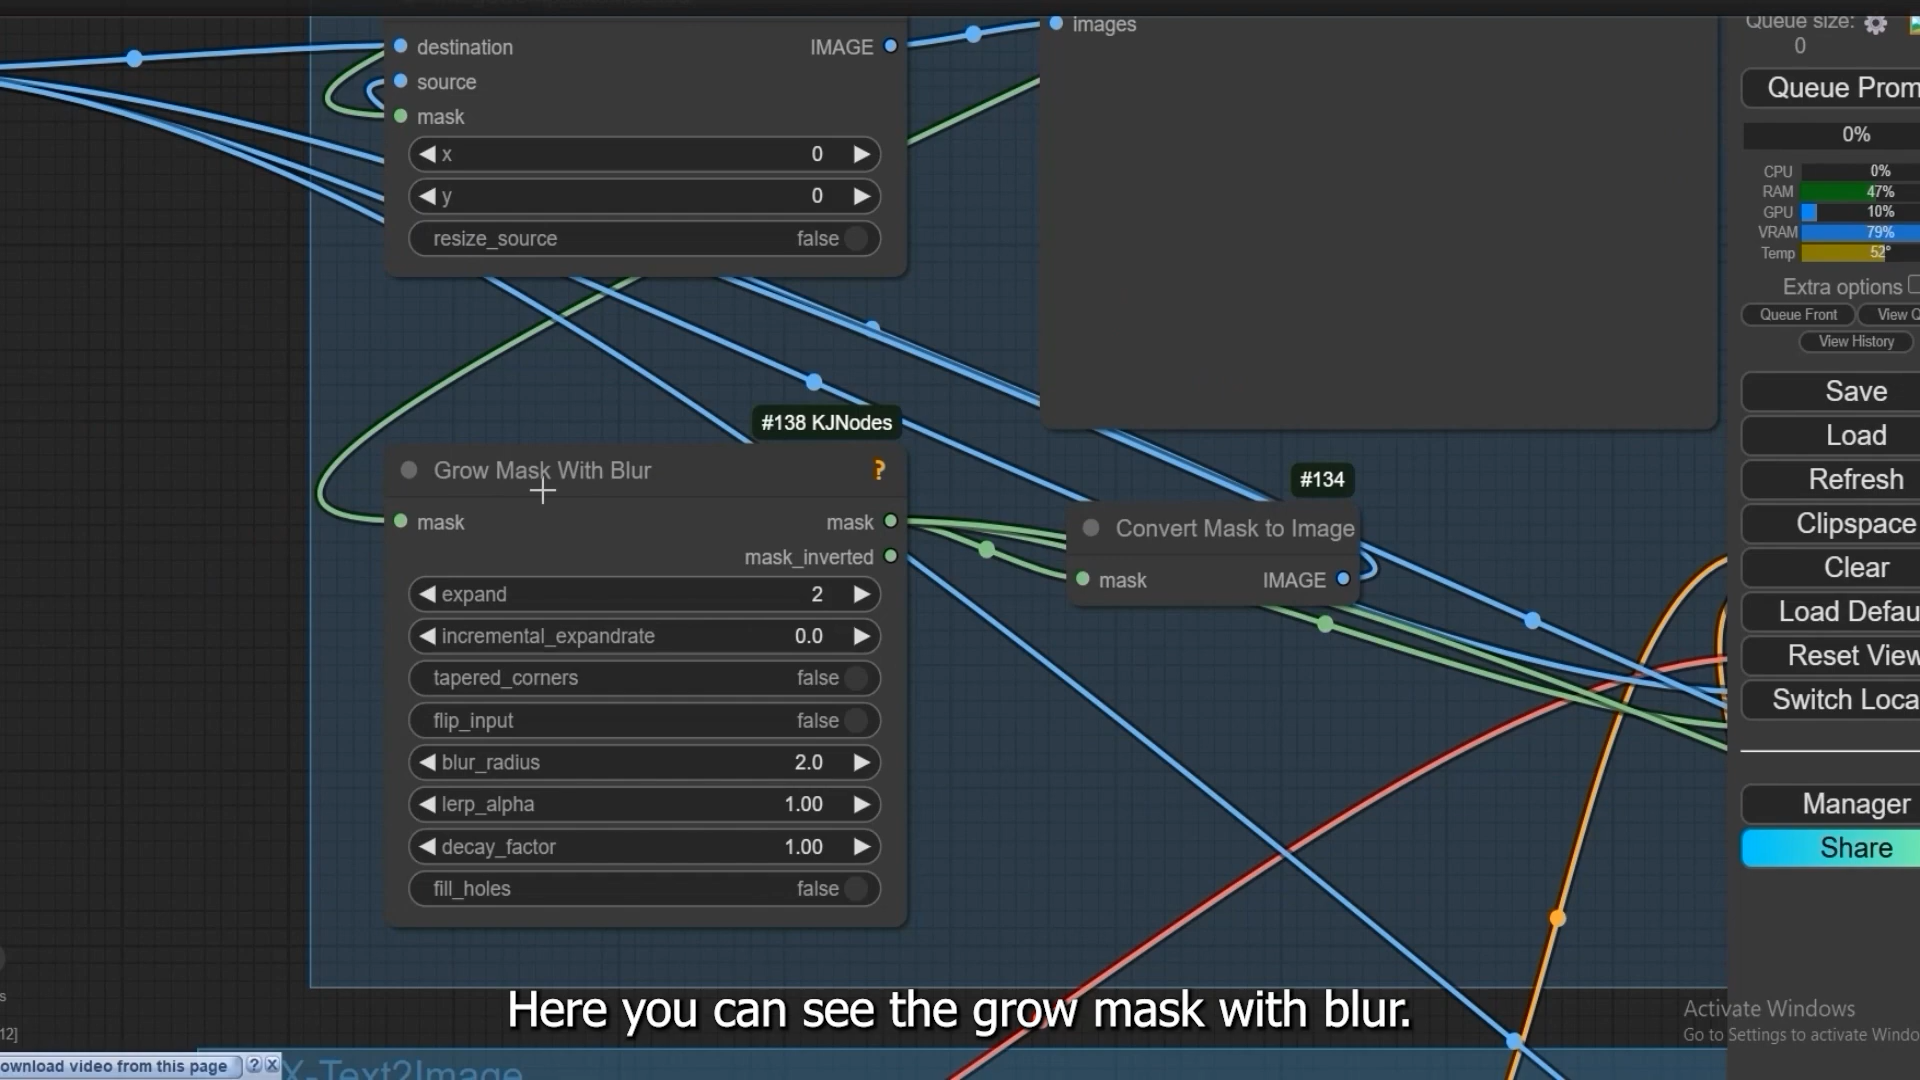 destination
IMAGE
source
mask
x
0
y
0
resize_source
false
images
#138 KJNodes
Grow Mask With Blur
?
mask
mask
mask_inverted
expand
2
incremental_expandrate
0.0
tapered_corners
false
flip_input
false
blur_radius
2.0
lerp_alpha
1.00
decay_factor
1.00
fill_holes
false
#134
Convert Mask to Image
mask
IMAGE
Queue size:
0
Queue Prom
0%
CPU
0%
RAM
47%
GPU
10%
VRAM
79%
Temp
52°
Extra options
Queue Front
View Q
View History
Save
Load
Refresh
Clipspace
Clear
Load Defau
Reset View
Switch Loca
Manager
Share
Here you can see the grow mask with blur.
Activate Windows
Go to Settings to activate Windo
s
12]
ownload video from this page
?
X
X-Text2Image